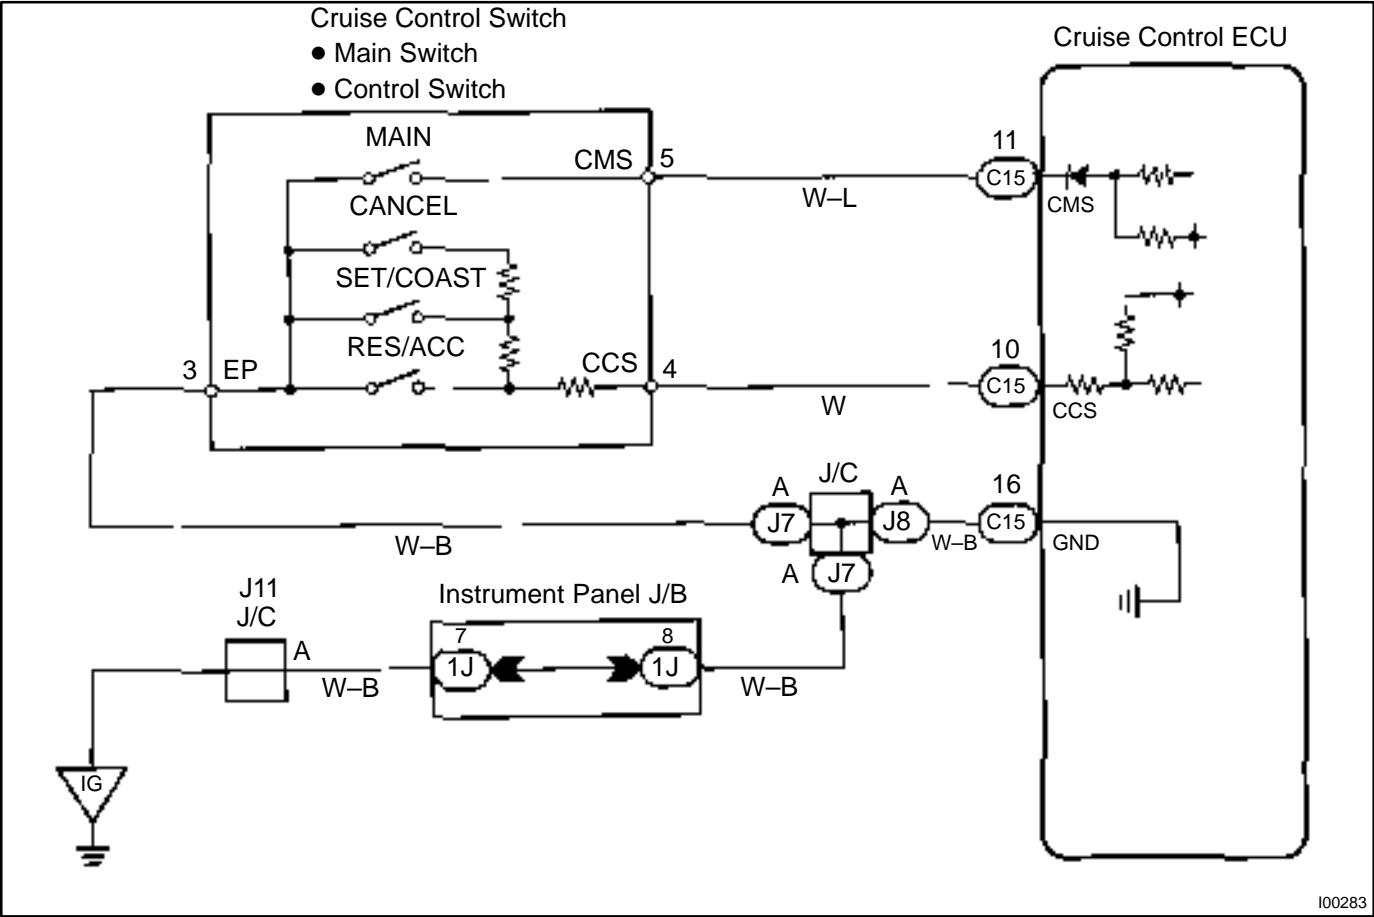 Cruise Control Switch
● Main Switch
● Control Switch
Cruise Control ECU
MAIN
CMS 5
11
C15
W–L
CMS
CANCEL
SET/COAST
RES/ACC
3 EP
CCS 4
10
C15
W
CCS
J/C
A
A
16
J7
J8
C15
W–B
W–B
GND
A
J7
J11
J/C
Instrument Panel J/B
A
7
8
1J
1J
W–B
W–B
IG
I00283